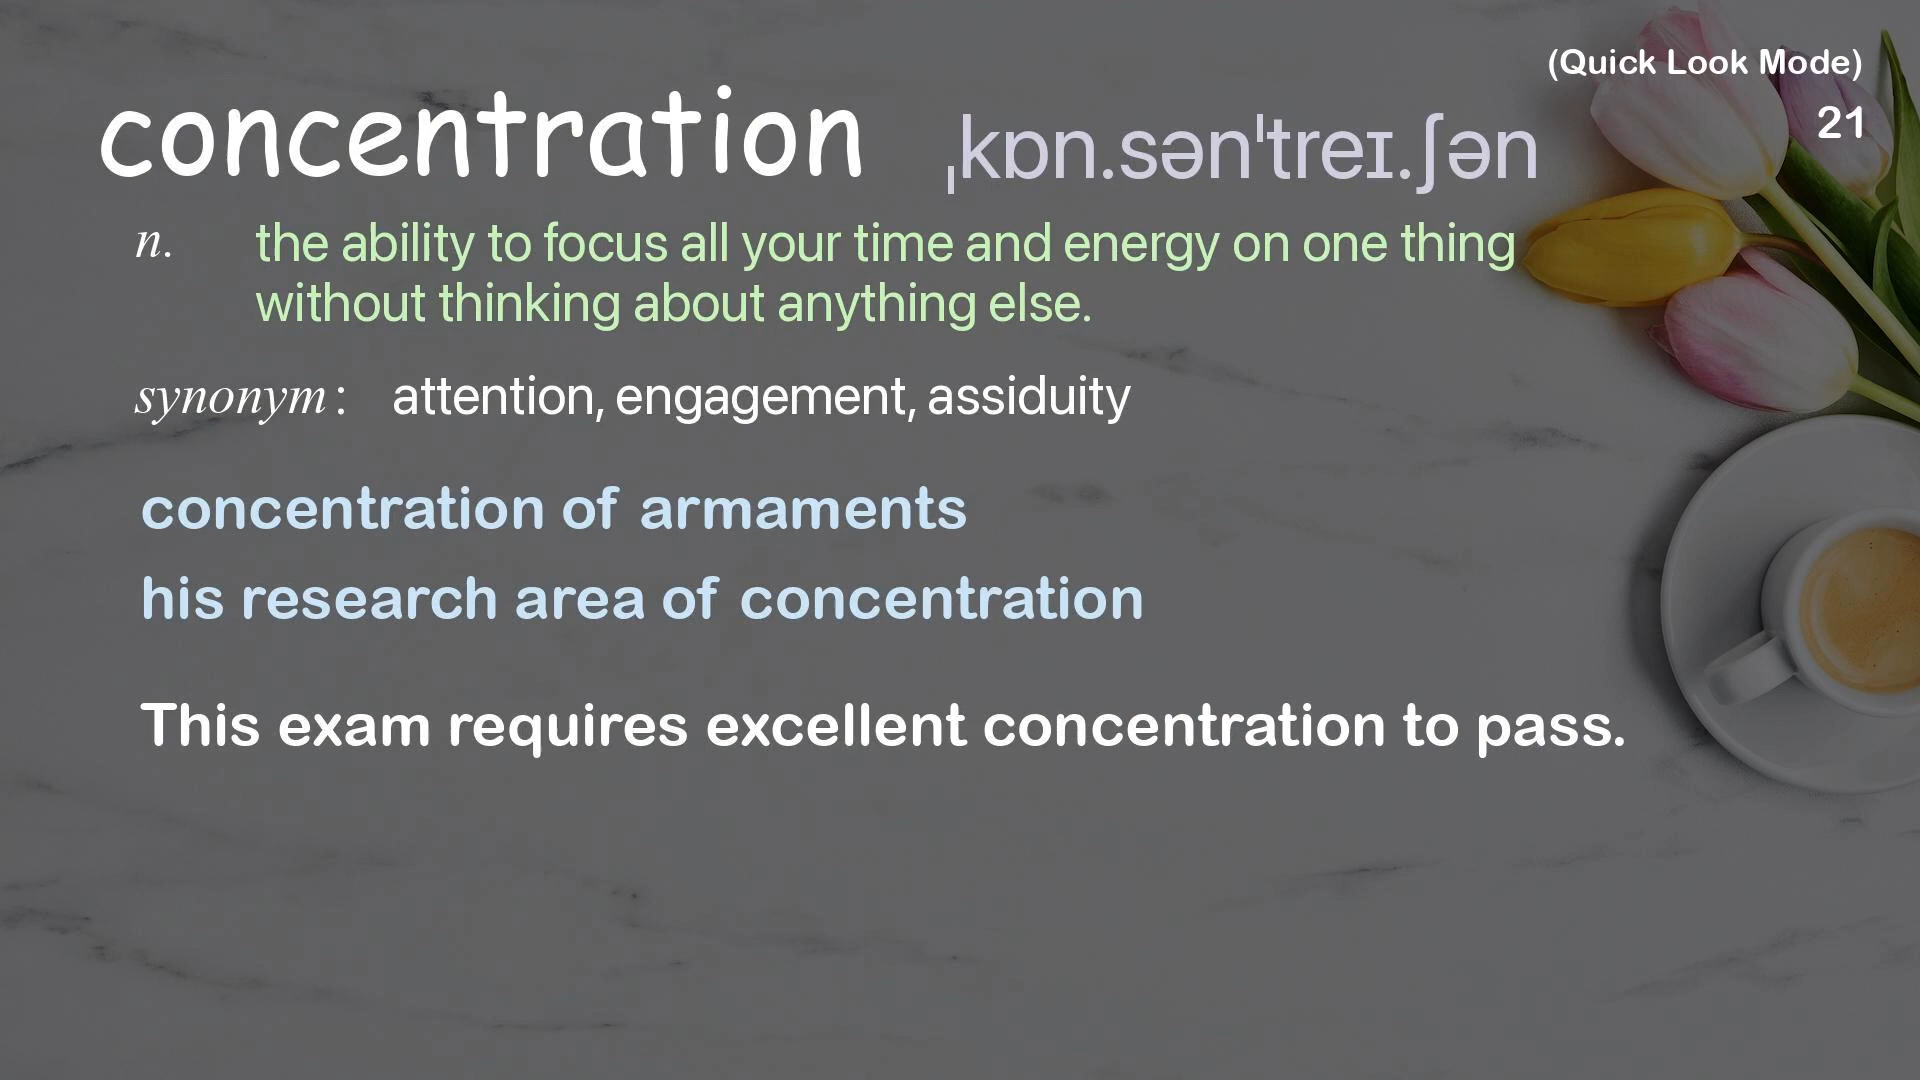 (Quick Look Mode)
21
concentration ˌkɒn.sənˈtreɪ.ʃən
n. the ability to focus all your time and energy on one thing
without thinking about anything else.
synonym: attention, engagement, assiduity
concentration of armaments
his research area of concentration
This exam requires excellent concentration to pass.